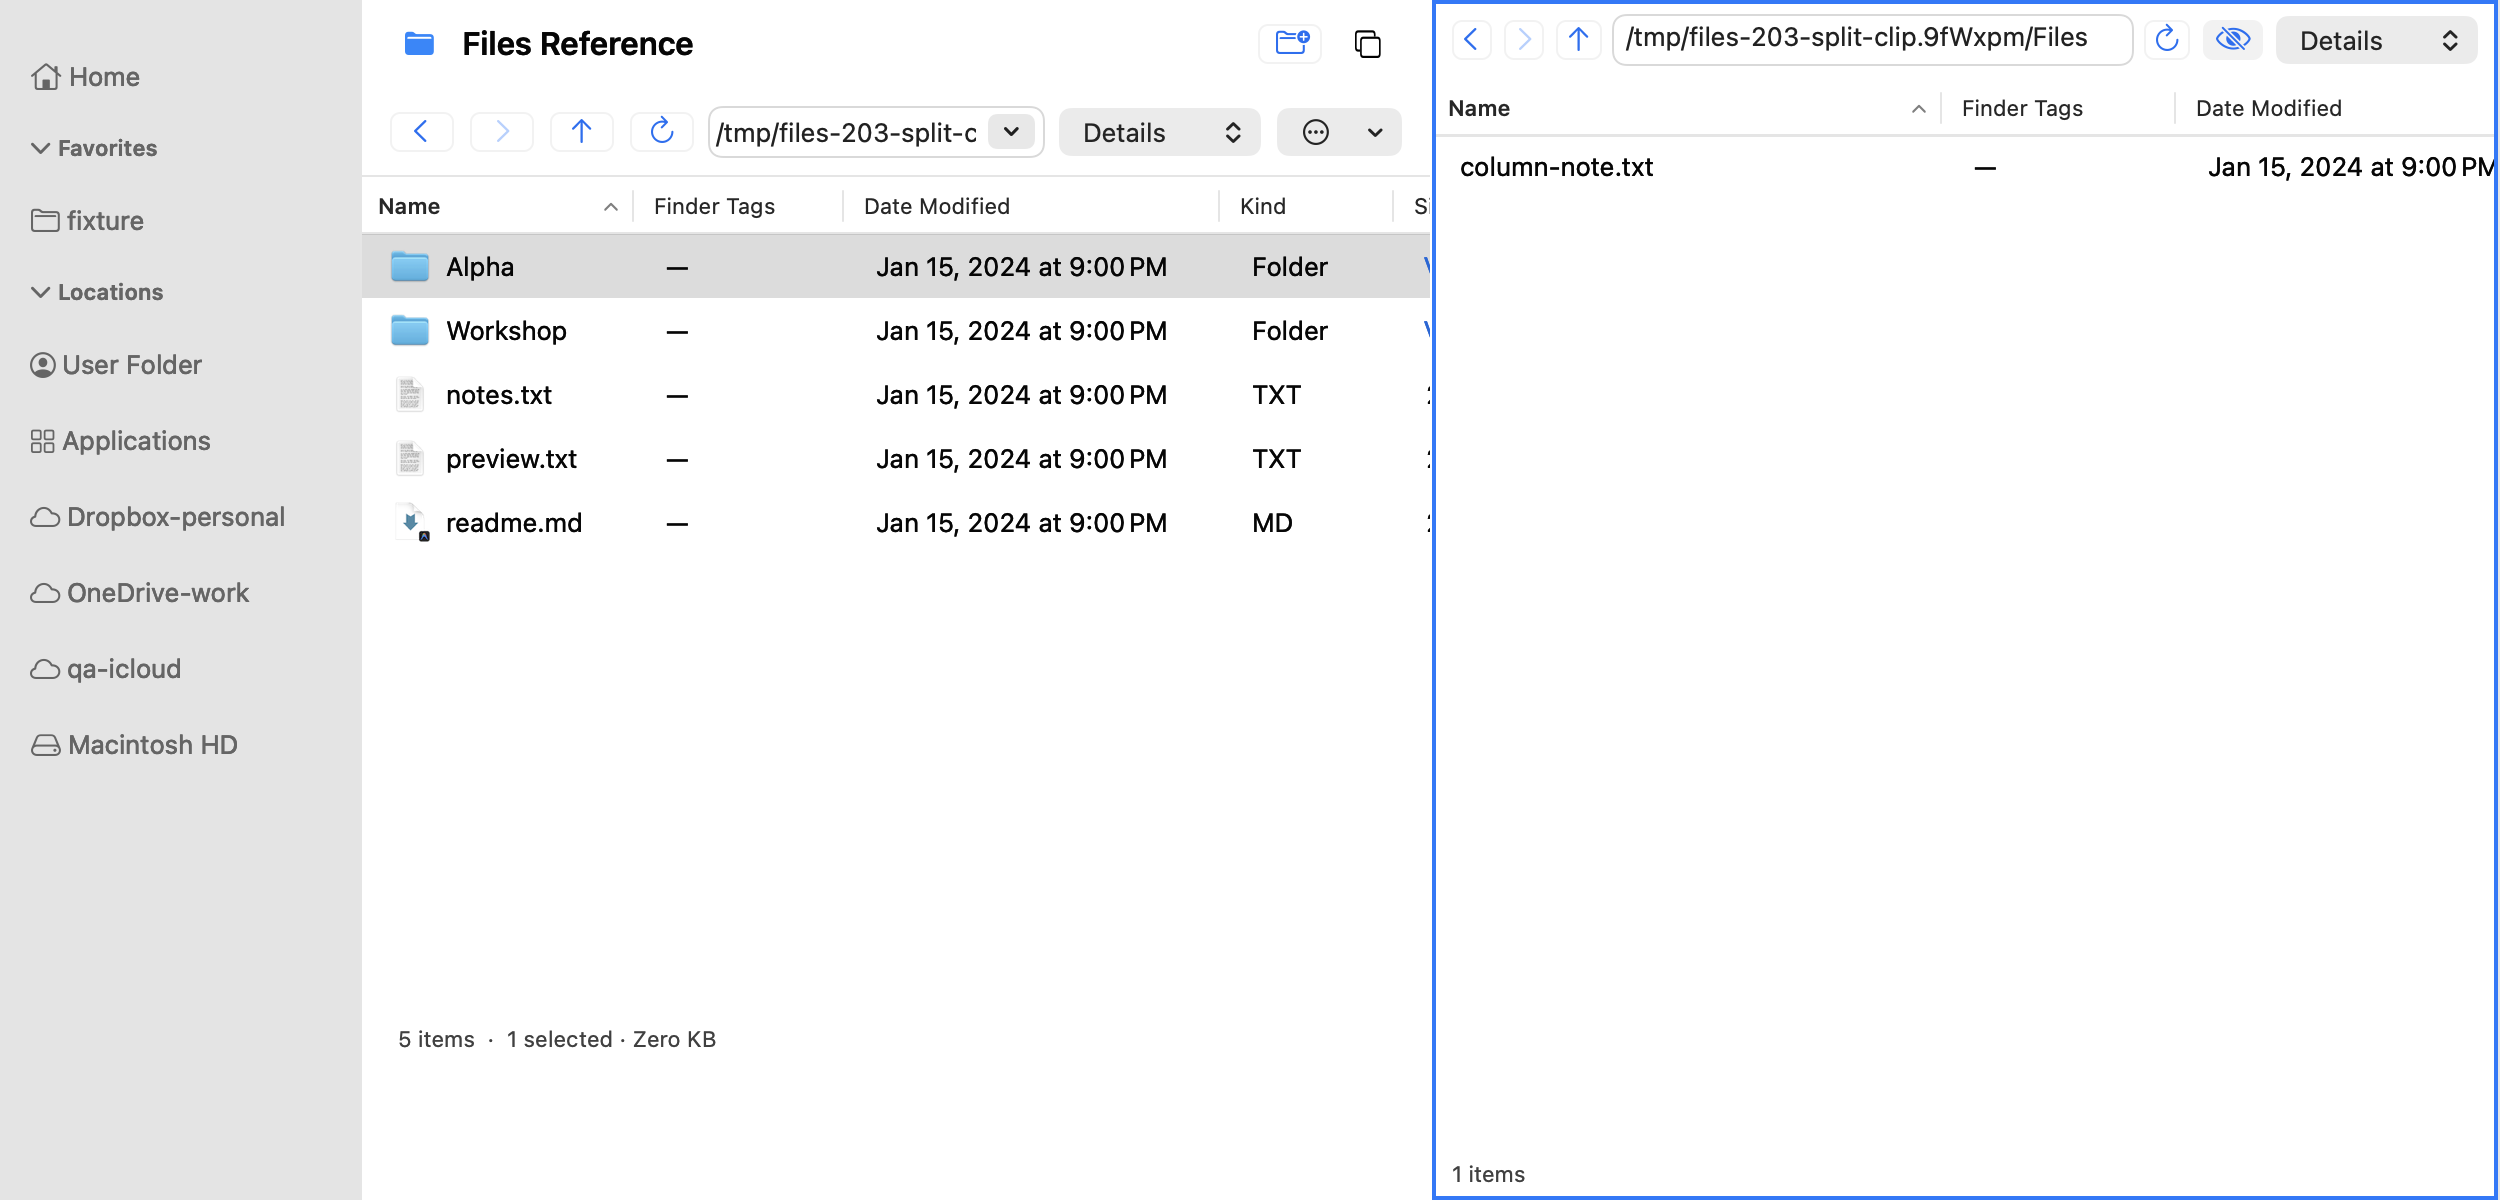 Home
Favorites
fixture
Locations
User Folder
Applications
Dropbox-personal
OneDrive-work
qa-icloud
Macintosh HD
Files Reference
/tmp/files-203-split-c
Details
Name Finder Tags Date Modified Kind
Alpha — Jan 15, 2024 at 9:00 PM Folder
Workshop — Jan 15, 2024 at 9:00 PM Folder
notes.txt — Jan 15, 2024 at 9:00 PM TXT
preview.txt — Jan 15, 2024 at 9:00 PM TXT
readme.md — Jan 15, 2024 at 9:00 PM MD
5 items · 1 selected · Zero KB
/tmp/files-203-split-clip.9fWxpm/Files
Details
Name Finder Tags Date Modified
column-note.txt — Jan 15, 2024 at 9:00 PM
1 items